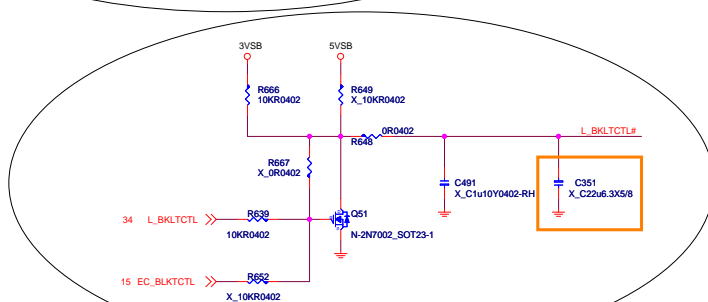 3VSB 5VSB
R666
10KR0402
R649
X_10KR0402
0R0402
R648
L_BKLTCTL#
R667
X_0R0402
C491
X_C1u10Y0402-RH
C351
X_C22u6.3X5/8
34 L_BKLTCTL
R639
10KR0402
Q51
N-2N7002_SOT23-1
15 EC_BLKTCTL
R652
X_10KR0402